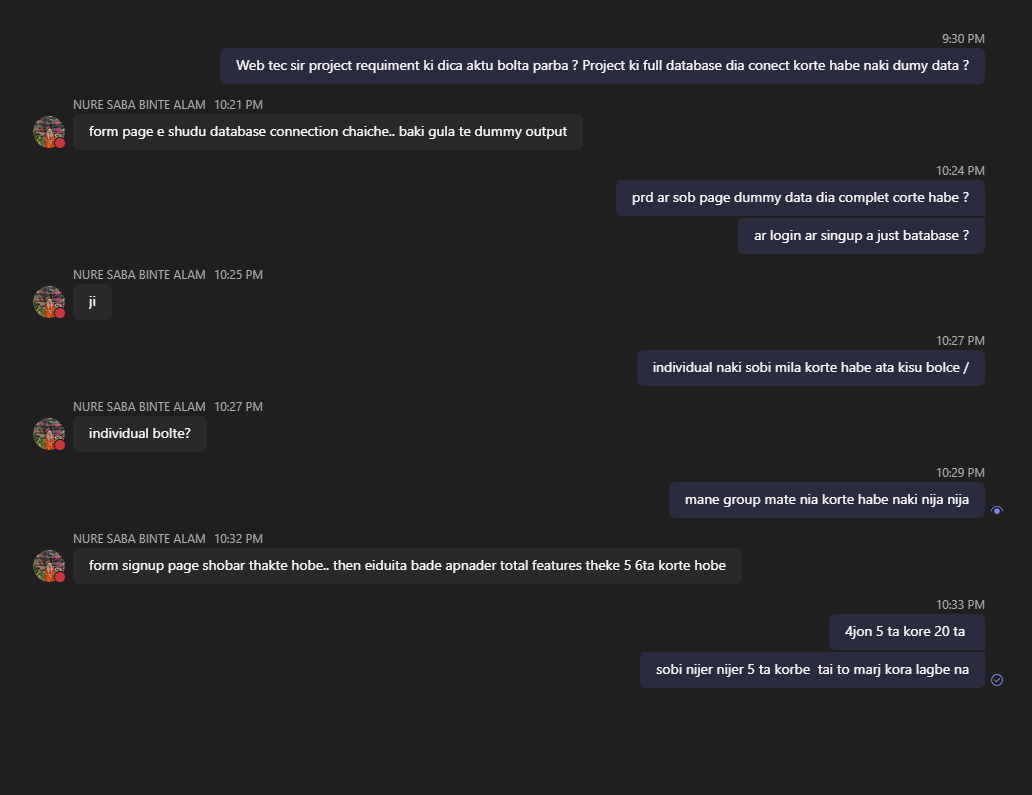 9:30 PM
Web tec sir project requiment ki dica aktu bolta parba ? Project ki full database dia conect korte habe naki dumy data ?
NURE SABA BINTE ALAM 10:21 PM
form page e shudu database connection chaiche.. baki gula te dummy output
10:24 PM
prd ar sob page dummy data dia complet corte habe ?
ar login ar singup a just batabase ?
NURE SABA BINTE ALAM 10:25 PM
ji
10:27 PM
individual naki sobi mila korte habe ata kisu bolce /
NURE SABA BINTE ALAM 10:27 PM
individual bolte?
10:29 PM
mane group mate nia korte habe naki nija nija
NURE SABA BINTE ALAM 10:32 PM
form signup page shobar thakte hobe.. then eiduita bade apnader total features theke 5 6ta korte hobe
10:33 PM
4jon 5 ta kore 20 ta
sobi nijer nijer 5 ta korbe  tai to marj kora lagbe na